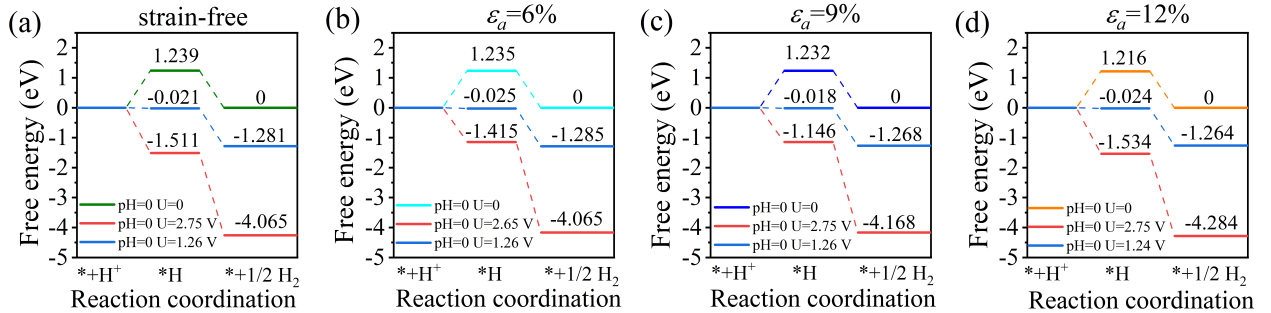 (a) strain-free
Free energy (eV)
2
1
0
-1
-2
-3
-4
-5
1.239
-0.021
0
-1.281
-1.511
-4.065
pH=0 U=0
pH=0 U=2.75 V
pH=0 U=1.26 V
*+H⁺ *H *+1/2 H₂
Reaction coordination
(b) εₐ=6%
Free energy (eV)
2
1
0
-1
-2
-3
-4
-5
1.235
-0.025
0
-1.285
-1.415
-4.065
pH=0 U=0
pH=0 U=2.65 V
pH=0 U=1.26 V
*+H⁺ *H *+1/2 H₂
Reaction coordination
(c) εₐ=9%
Free energy (eV)
2
1
0
-1
-2
-3
-4
-5
1.232
-0.018
0
-1.268
-1.146
-4.168
pH=0 U=0
pH=0 U=2.75 V
pH=0 U=1.26 V
*+H⁺ *H *+1/2 H₂
Reaction coordination
(d) εₐ=12%
Free energy (eV)
2
1
0
-1
-2
-3
-4
-5
1.216
-0.024
0
-1.264
-1.534
-4.284
pH=0 U=0
pH=0 U=2.75 V
pH=0 U=1.24 V
*+H⁺ *H *+1/2 H₂
Reaction coordination